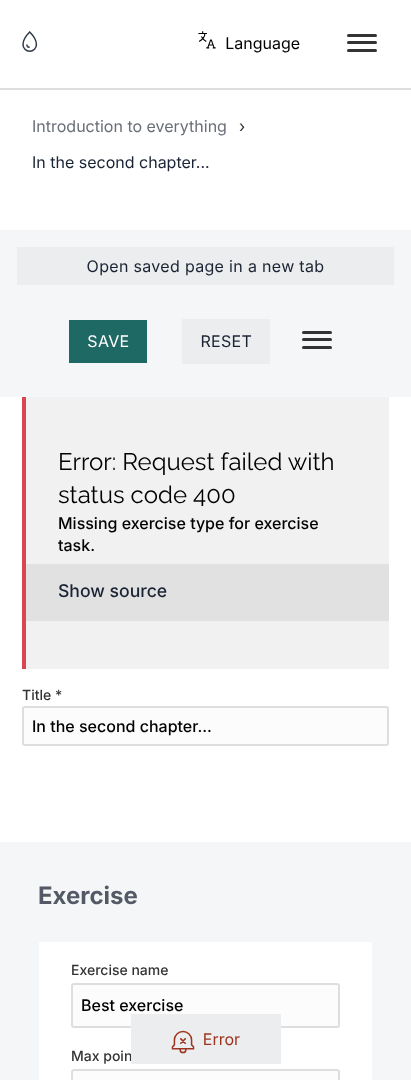 Language
Introduction to everything ›
In the second chapter...
Open saved page in a new tab
SAVE
RESET
Error: Request failed with
status code 400
Missing exercise type for exercise
task.
Show source
Title *
In the second chapter...
Exercise
Exercise name
Best exercise
Error
Max poin